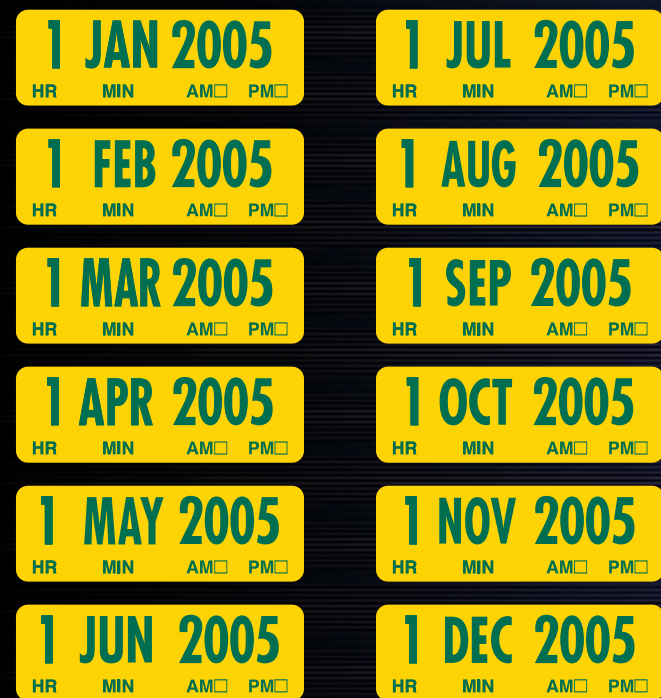 1 JAN 2005
HR MIN AM☐ PM☐
1 FEB 2005
HR MIN AM☐ PM☐
1 MAR 2005
HR MIN AM☐ PM☐
1 APR 2005
HR MIN AM☐ PM☐
1 MAY 2005
HR MIN AM☐ PM☐
1 JUN 2005
HR MIN AM☐ PM☐
1 JUL 2005
HR MIN AM☐ PM☐
1 AUG 2005
HR MIN AM☐ PM☐
1 SEP 2005
HR MIN AM☐ PM☐
1 OCT 2005
HR MIN AM☐ PM☐
1 NOV 2005
HR MIN AM☐ PM☐
1 DEC 2005
HR MIN AM☐ PM☐